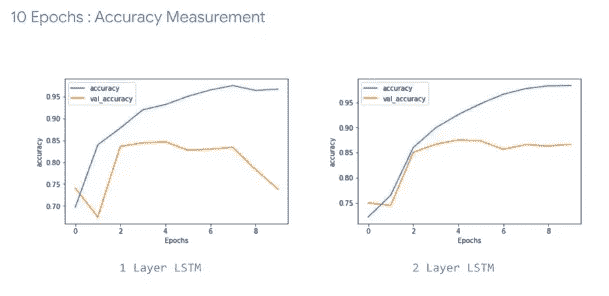 10 Epochs : Accuracy Measurement
accuracy
val_accuracy
0.95
0.90
0.85
0.80
0.75
0.70
accuracy
0 2 4 6 8
Epochs
1 Layer LSTM
accuracy
val_accuracy
0.95
0.90
0.85
0.80
0.75
accuracy
0 2 4 6 8
Epochs
2 Layer LSTM